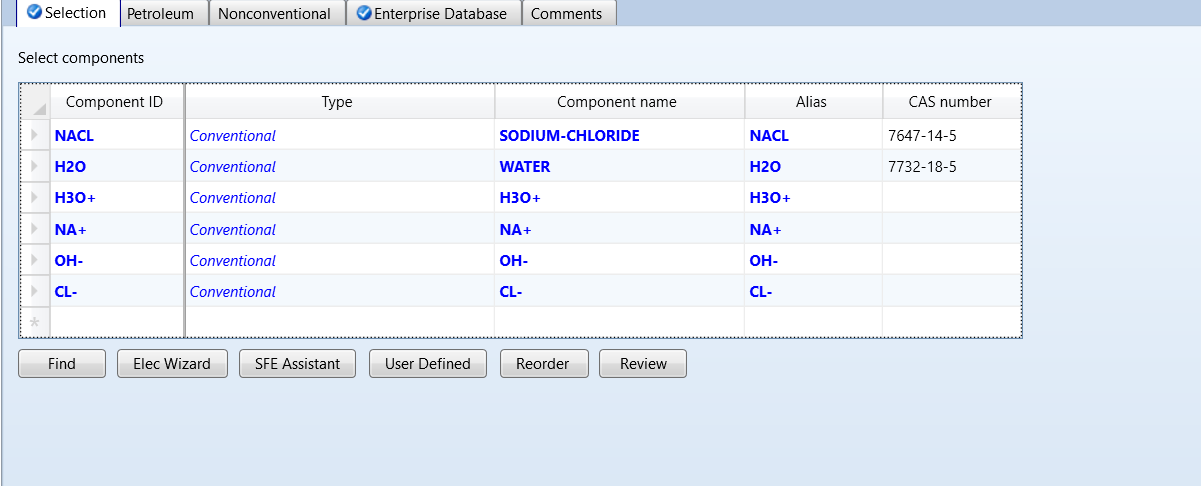 Selection Petroleum Nonconventional Enterprise Database Comments
Select components
Component ID Type Component name Alias CAS number
NACL Conventional SODIUM-CHLORIDE NACL 7647-14-5
H2O Conventional WATER H2O 7732-18-5
H3O+ Conventional H3O+ H3O+
NA+ Conventional NA+ NA+
OH- Conventional OH- OH-
CL- Conventional CL- CL-
*
Find Elec Wizard SFE Assistant User Defined Reorder Review